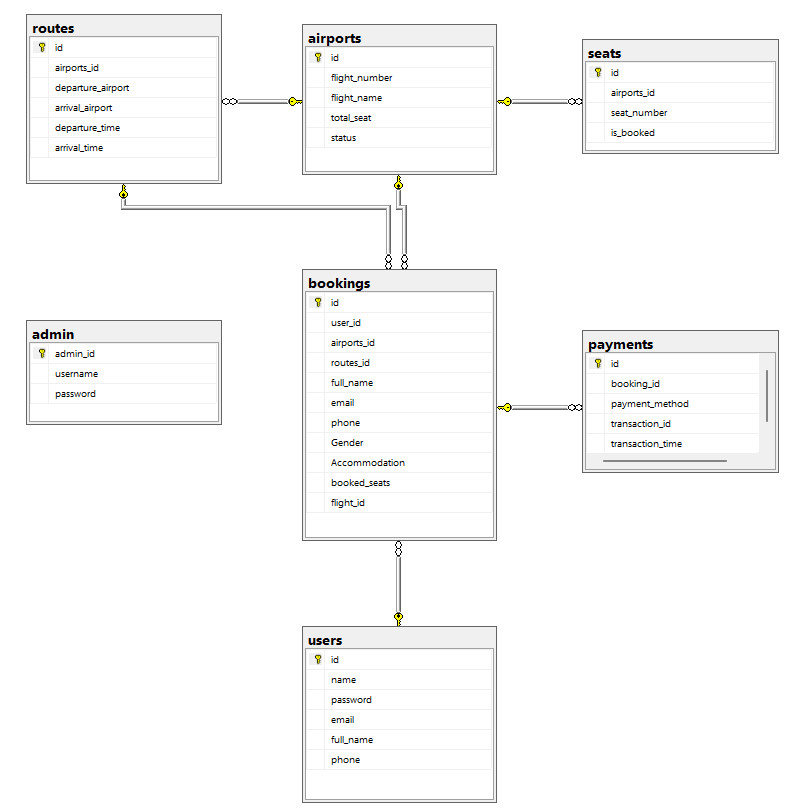 routes
id
airports_id
departure_airport
arrival_airport
departure_time
arrival_time
airports
id
flight_number
flight_name
total_seat
status
seats
id
airports_id
seat_number
is_booked
admin
admin_id
username
password
bookings
id
user_id
airports_id
routes_id
full_name
email
phone
Gender
Accommodation
booked_seats
flight_id
payments
id
booking_id
payment_method
transaction_id
transaction_time
users
id
name
password
email
full_name
phone